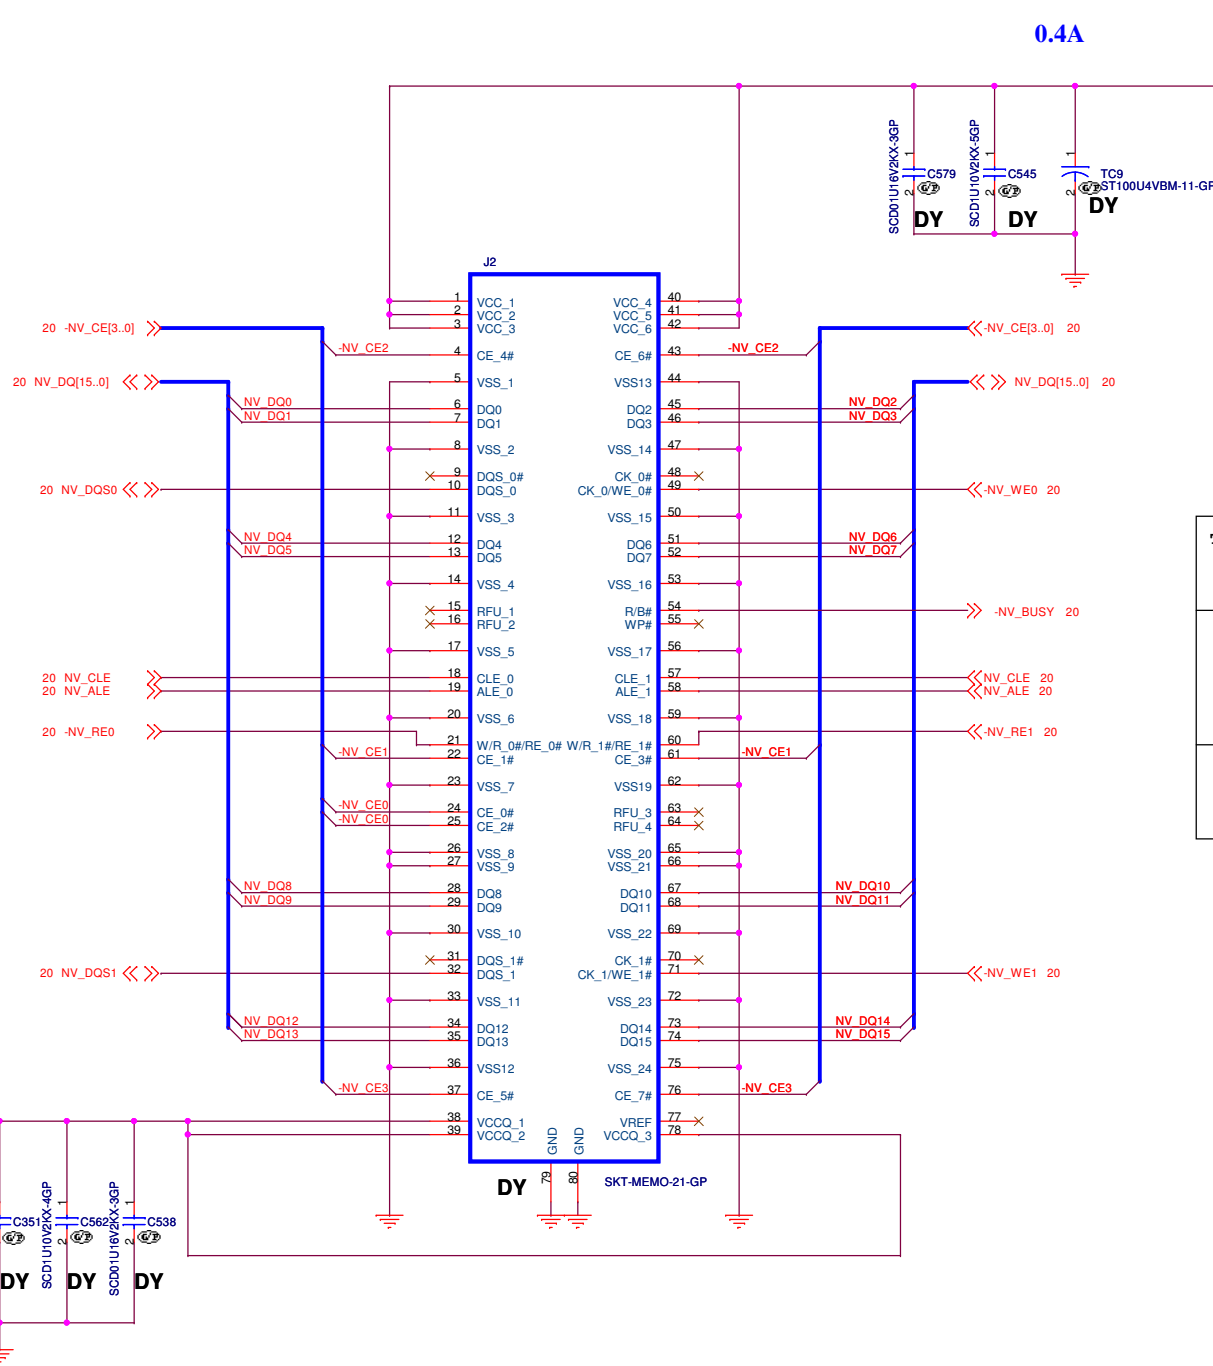 0.4A
SCD01U16V2KX-3GP
1
2
C579
DY
SCD1U10V2KX-5GP
1
2
C545
DY
1
2
TC9
ST100U4VBM-11-GP
DY
J2
20 -NV_CE[3..0]
20 NV_DQ[15..0]
20 NV_DQS0
20 NV_CLE
20 NV_ALE
20 -NV_RE0
20 NV_DQS1
1 VCC_1
2 VCC_2
3 VCC_3
-NV_CE2 4 CE_4#
5 VSS_1
NV_DQ0 6 DQ0
NV_DQ1 7 DQ1
8 VSS_2
9 DQS_0#
10 DQS_0
11 VSS_3
NV_DQ4 12 DQ4
NV_DQ5 13 DQ5
14 VSS_4
15 RFU_1
16 RFU_2
17 VSS_5
18 CLE_0
19 ALE_0
20 VSS_6
21 W/R_0#/RE_0#
-NV_CE1 22 CE_1#
23 VSS_7
-NV_CE0 24 CE_0#
-NV_CE0 25 CE_2#
26 VSS_8
27 VSS_9
NV_DQ8 28 DQ8
NV_DQ9 29 DQ9
30 VSS_10
31 DQS_1#
32 DQS_1
33 VSS_11
NV_DQ12 34 DQ12
NV_DQ13 35 DQ13
36 VSS12
-NV_CE3 37 CE_5#
38 VCCQ_1
39 VCCQ_2
VCC_4 40
VCC_5 41
VCC_6 42
CE_6# 43 -NV_CE2
VSS13 44
DQ2 45 NV_DQ2
DQ3 46 NV_DQ3
VSS_14 47
CK_0# 48
CK_0/WE_0# 49
VSS_15 50
DQ6 51 NV_DQ6
DQ7 52 NV_DQ7
VSS_16 53
R/B# 54
WP# 55
VSS_17 56
CLE_1 57
ALE_1 58
VSS_18 59
W/R_1#/RE_1# 60
CE_3# 61 -NV_CE1
VSS19 62
RFU_3 63
RFU_4 64
VSS_20 65
VSS_21 66
DQ10 67 NV_DQ10
DQ11 68 NV_DQ11
VSS_22 69
CK_1# 70
CK_1/WE_1# 71
VSS_23 72
DQ14 73 NV_DQ14
DQ15 74 NV_DQ15
VSS_24 75
CE_7# 76 -NV_CE3
VREF 77
VCCQ_3 78
-NV_CE[3..0] 20
NV_DQ[15..0] 20
-NV_WE0 20
-NV_BUSY 20
NV_CLE 20
NV_ALE 20
-NV_RE1 20
-NV_WE1 20
GND 79
GND 80
DY
SKT-MEMO-21-GP
C351
DY
SCD1U10V2KX-4GP
1
2
C562
DY
SCD01U16V2KX-3GP
1
2
C538
DY